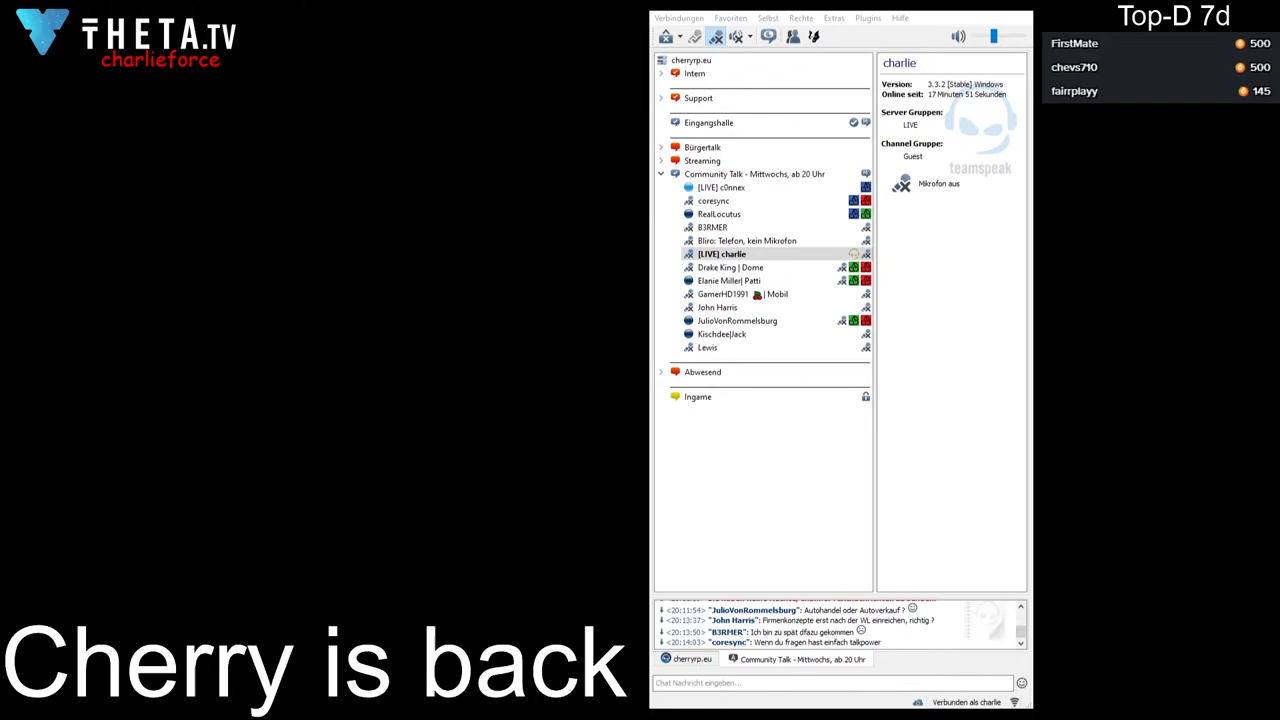 THETA.tv
charlieforce
Verbindungen Favoriten Selbst Rechte Extras Plugins Hilfe
cherryrp.eu
Intern
Support
Eingangshalle
Bürgertalk
Streaming
Community Talk - Mittwochs, ab 20 Uhr
[LIVE] c0nnex
coresync
RealLocutus
B3RMER
Bliro: Telefon, kein Mikrofon
[LIVE] charlie
Drake King | Dome
Elanie Miller| Patti
GamerHD1991 | Mobil
John Harris
JulioVonRommelsburg
Kischdee|Jack
Lewis
Abwesend
Ingame
charlie
Version: 3.3.2 [Stable] Windows
Online seit: 17 Minuten 51 Sekunden
Server Gruppen:
LIVE
Channel Gruppe:
Guest
teamspeak
Mikrofon aus
<20:11:54> "JulioVonRommelsburg": Autohandel oder Autoverkauf ?
<20:13:37> "John Harris": Firmenkonzepte erst nach der WL einreichen, richtig ?
<20:13:50> "B3RMER": Ich bin zu spät dfazu gekommen
<20:14:03> "coresync": Wenn du fragen hast einfach talkpower
cherryrp.eu Community Talk - Mittwochs, ab 20 Uhr
Chat Nachricht eingeben...
Verbunden als charlie
Top-D 7d
FirstMate 500
chevs710 500
fairrplayy 145
Cherry is back